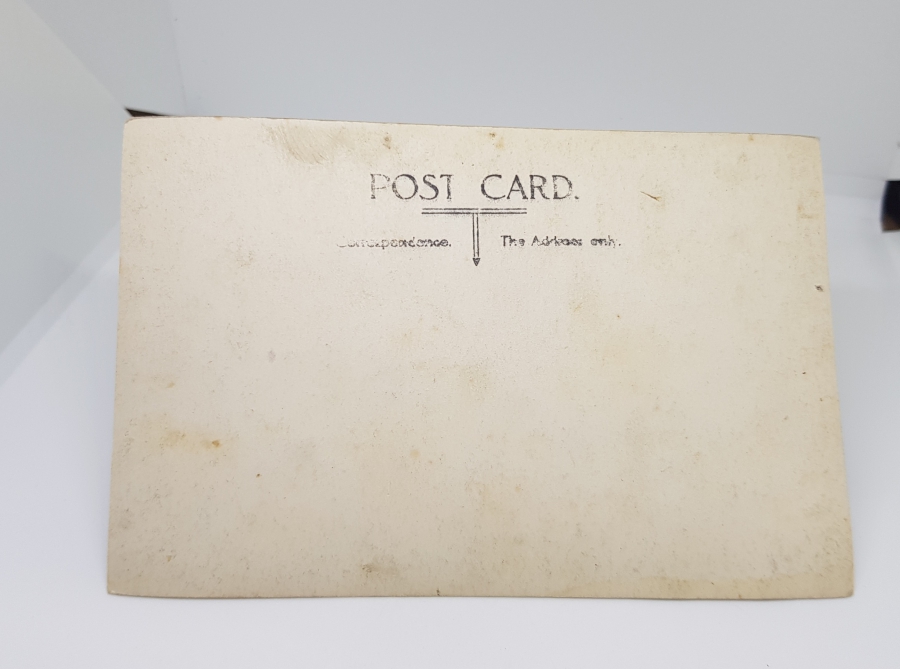 POST CARD.
Correspondence. The Address only.